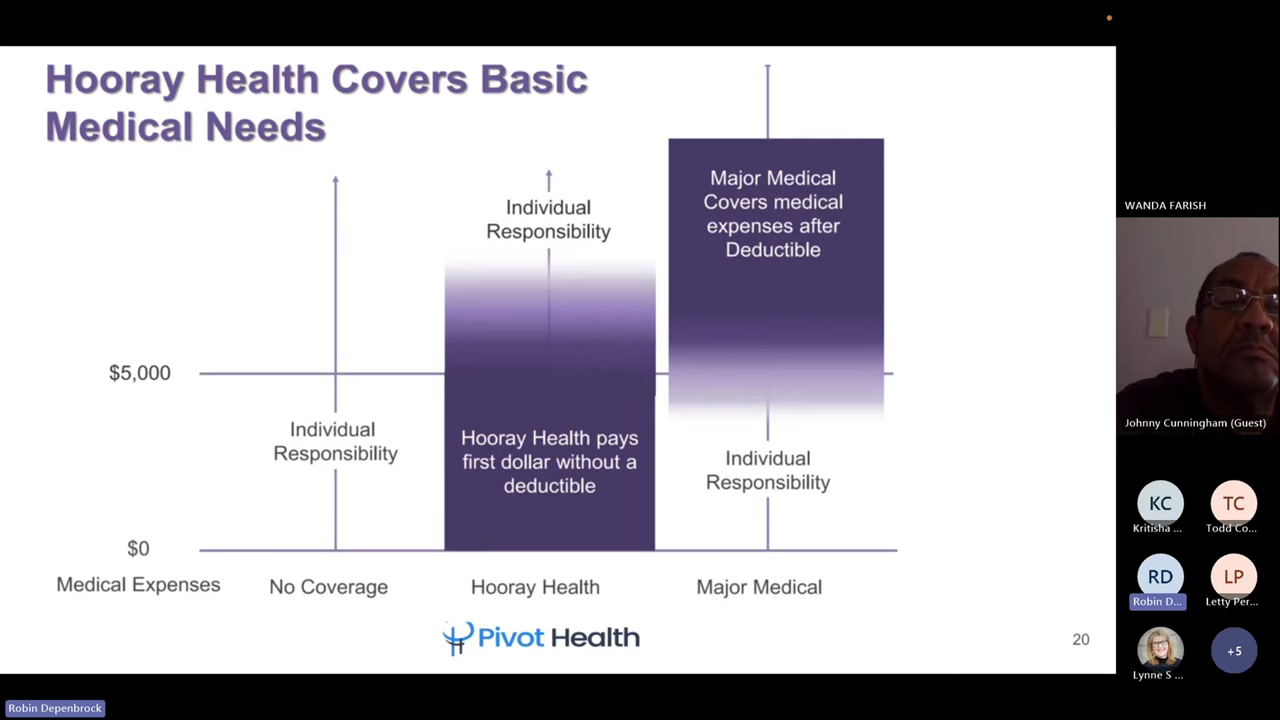 Hooray Health Covers Basic
Medical Needs
Individual
Responsibility
Major Medical
Covers medical
expenses after
Deductible
$5,000
Individual
Responsibility
Hooray Health pays
first dollar without a
deductible
Individual
Responsibility
$0
Medical Expenses
No Coverage
Hooray Health
Major Medical
Pivot Health
20
WANDA FARISH
Johnny Cunningham (Guest)
KC
TC
Kritisha ...
Todd Co...
RD
LP
Robin D...
Letty Per...
+5
Lynne S ...
Robin Depenbrock